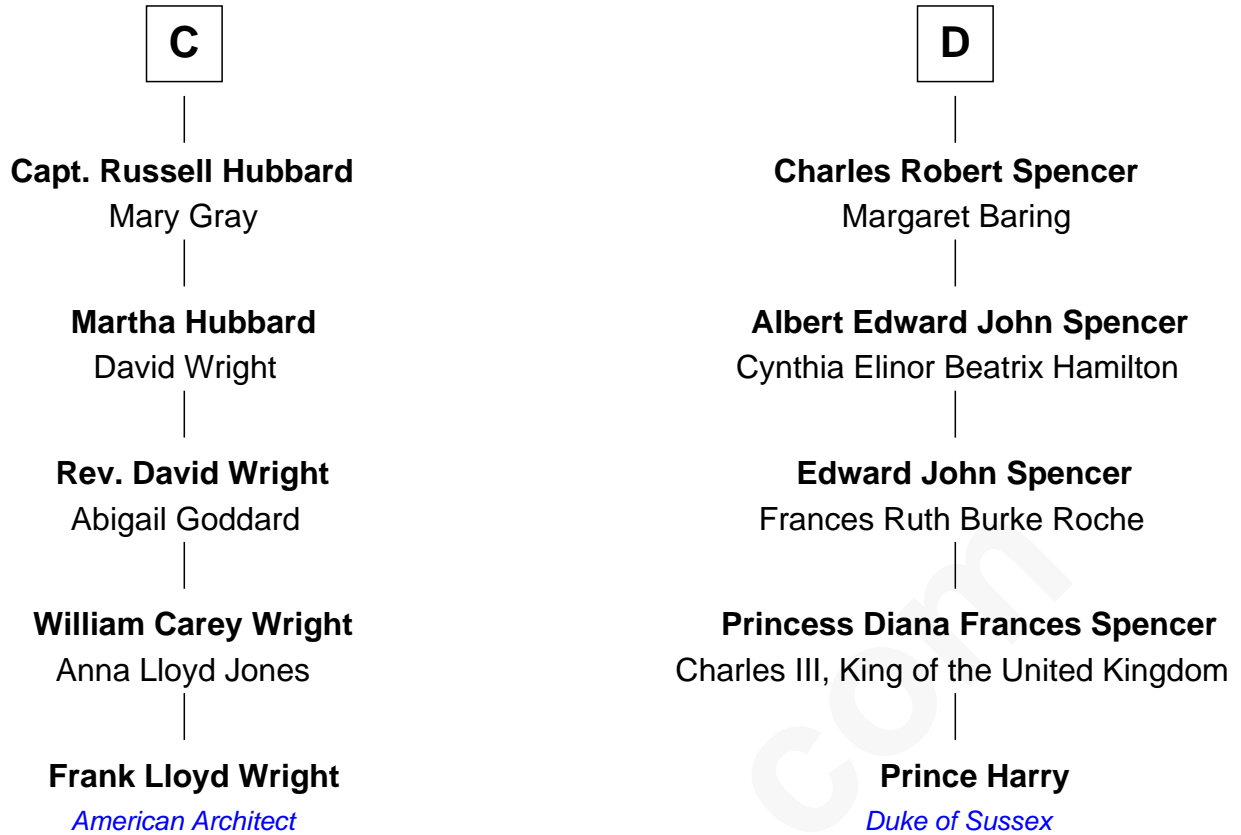 C
Capt. Russell Hubbard
Mary Gray
Martha Hubbard
David Wright
Rev. David Wright
Abigail Goddard
William Carey Wright
Anna Lloyd Jones
Frank Lloyd Wright
American Architect
D
Charles Robert Spencer
Margaret Baring
Albert Edward John Spencer
Cynthia Elinor Beatrix Hamilton
Edward John Spencer
Frances Ruth Burke Roche
Princess Diana Frances Spencer
Charles III, King of the United Kingdom
Prince Harry
Duke of Sussex
com